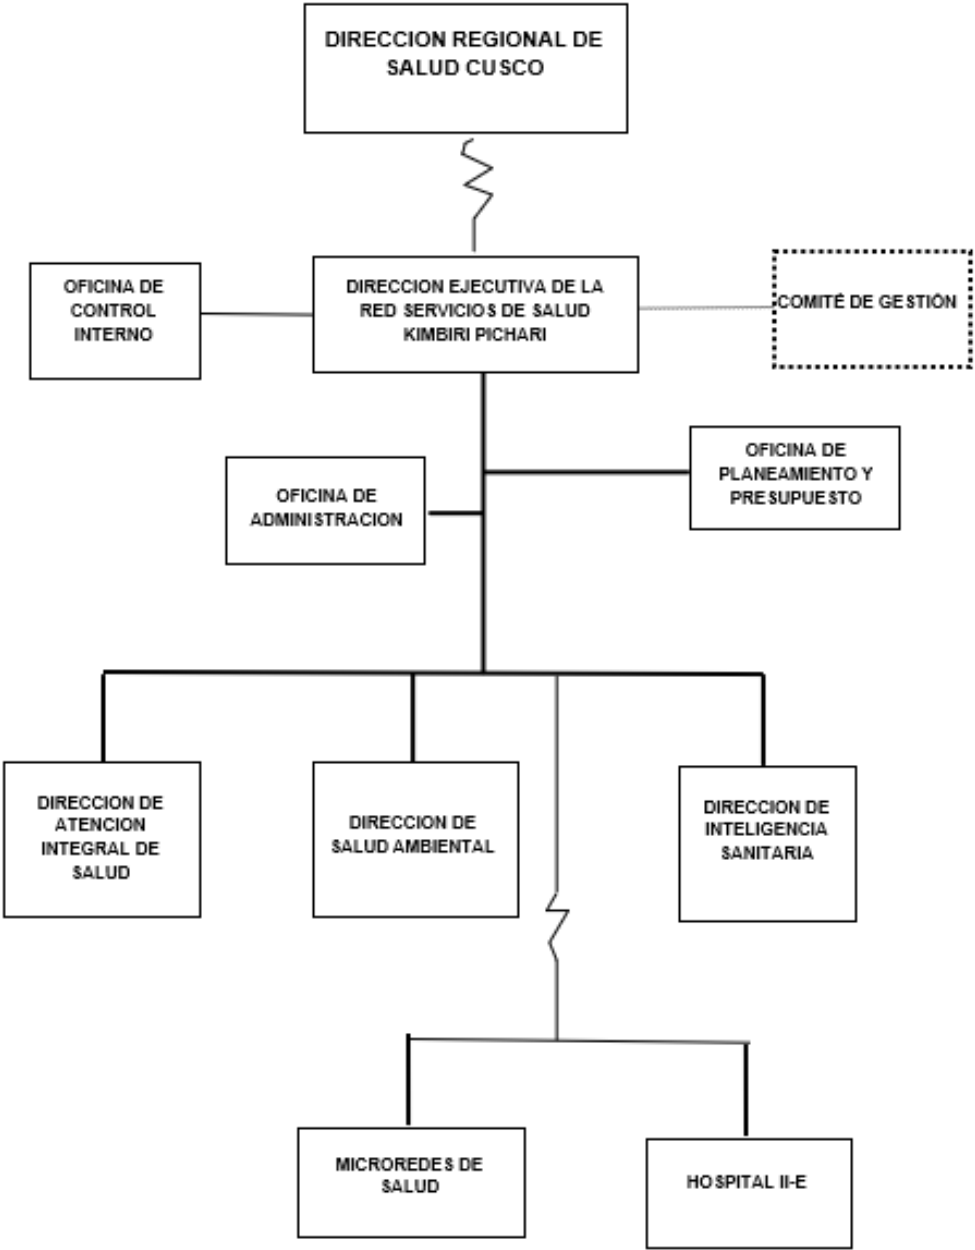 DIRECCION REGIONAL DE
SALUD CUSCO
OFICINA DE
CONTROL
INTERNO
DIRECCION EJECUTIVA DE LA
RED SERVICIOS DE SALUD
KIMBIRI PICHARI
COMITÉ DE GESTIÓN
OFICINA DE
PLANEAMIENTO Y
PRESUPUESTO
OFICINA DE
ADMINISTRACION
DIRECCION DE
ATENCION
INTEGRAL DE
SALUD
DIRECCION DE
SALUD AMBIENTAL
DIRECCION DE
INTELIGENCIA
SANITARIA
MICROREDES DE
SALUD
HOSPITAL II-E